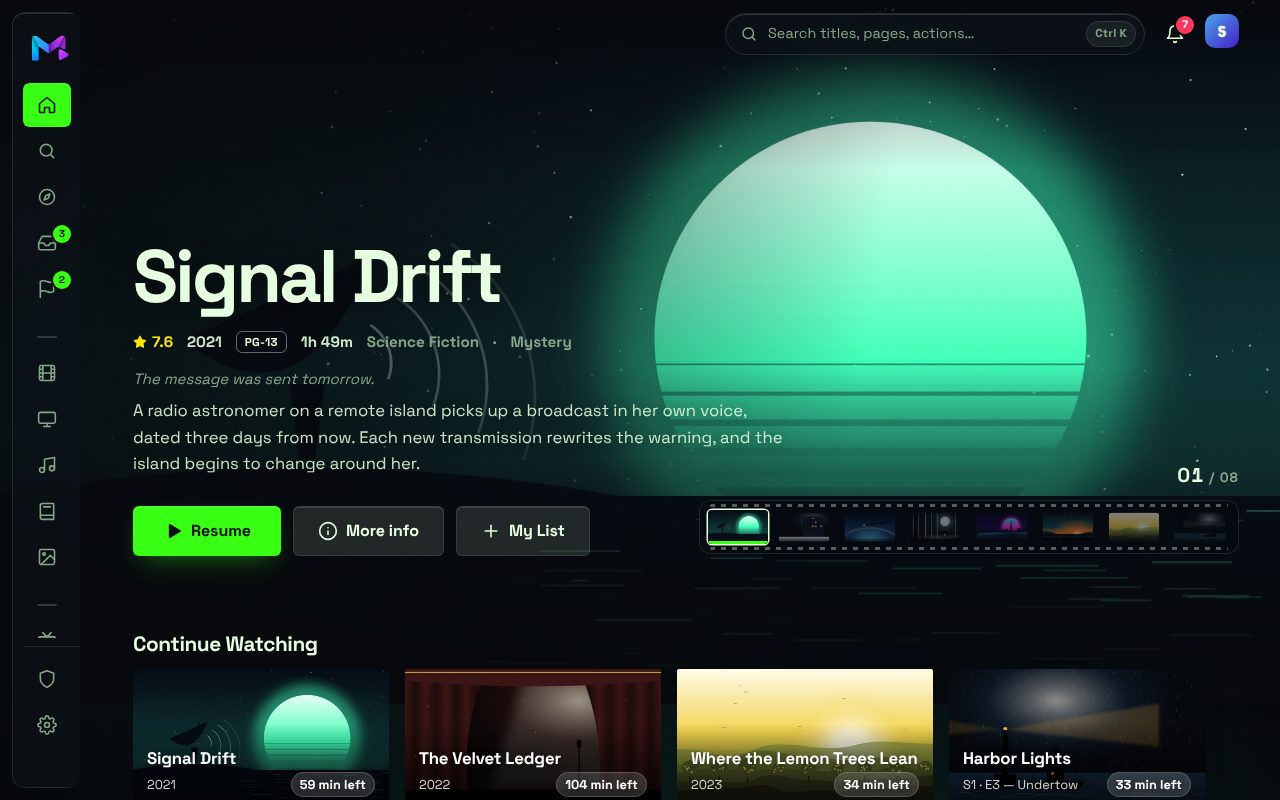 Search titles, pages, actions...
Ctrl K
7
S
3
2
Signal Drift
7.6 2021 PG-13 1h 49m Science Fiction · Mystery
The message was sent tomorrow.
A radio astronomer on a remote island picks up a broadcast in her own voice,
dated three days from now. Each new transmission rewrites the warning, and the
island begins to change around her.
01 / 08
Resume
More info
My List
Continue Watching
Signal Drift
2021
59 min left
The Velvet Ledger
2022
104 min left
Where the Lemon Trees Lean
2023
34 min left
Harbor Lights
S1 · E3 — Undertow
33 min left